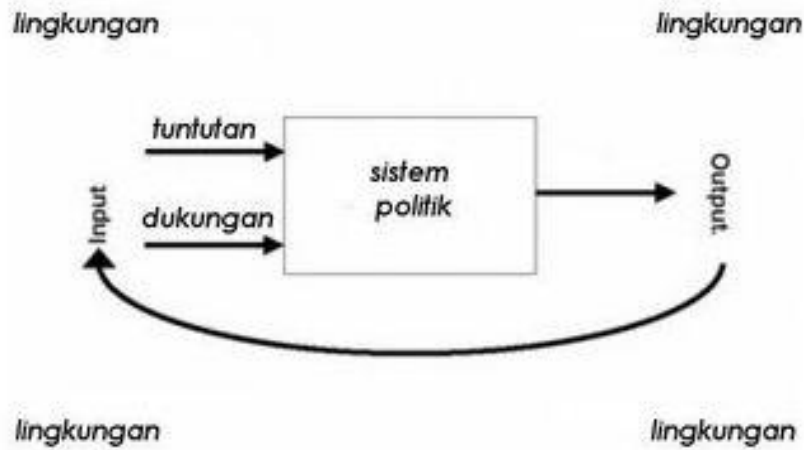 lingkungan
lingkungan
tuntutan
sistem
politik
Input
dukungan
Output
lingkungan
lingkungan